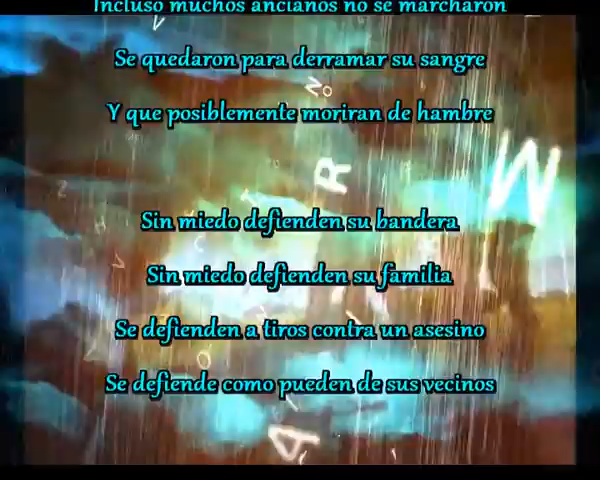 Incluso muchos ancianos no se marcharon
Se quedaron para derramar su sangre
Y que posiblemente moriran de hambre
Sin miedo defienden su bandera
Sin miedo defienden su familia
Se defienden a tiros contra un asesino
Se defiende como pueden de sus vecinos